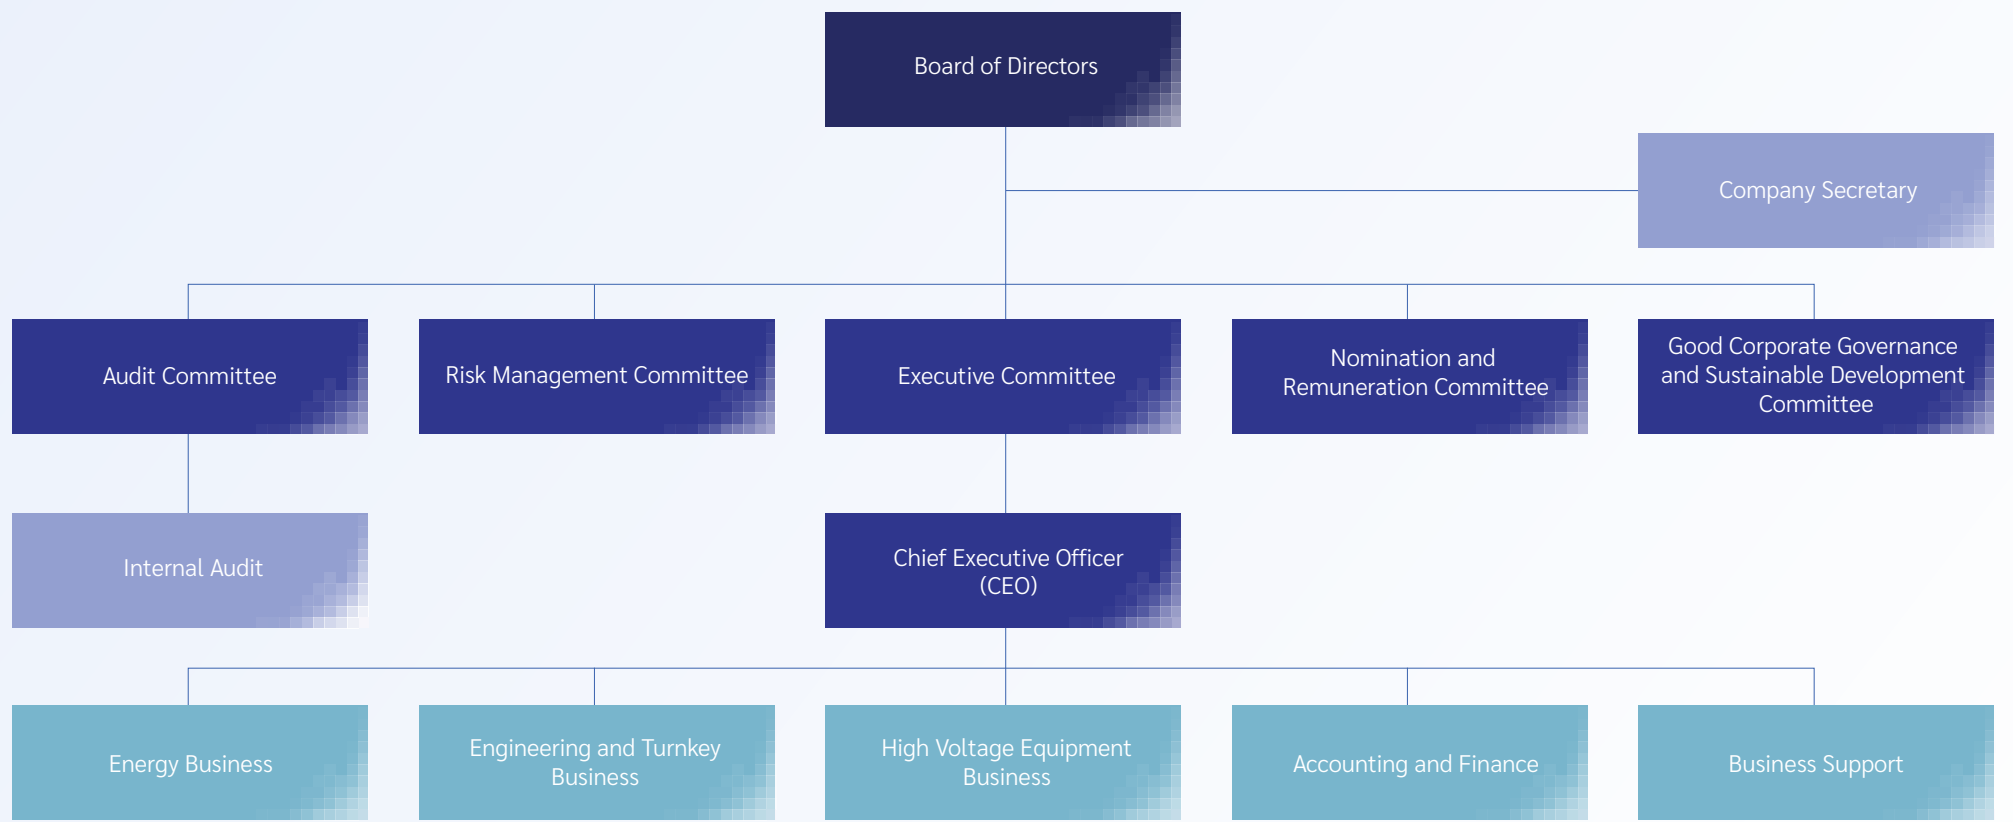 Board of Directors
Company Secretary
Audit Committee
Risk Management Committee
Executive Committee
Nomination and
Remuneration Committee
Good Corporate Governance
and Sustainable Development
Committee
Internal Audit
Chief Executive Officer
(CEO)
Energy Business
Engineering and Turnkey
Business
High Voltage Equipment
Business
Accounting and Finance
Business Support